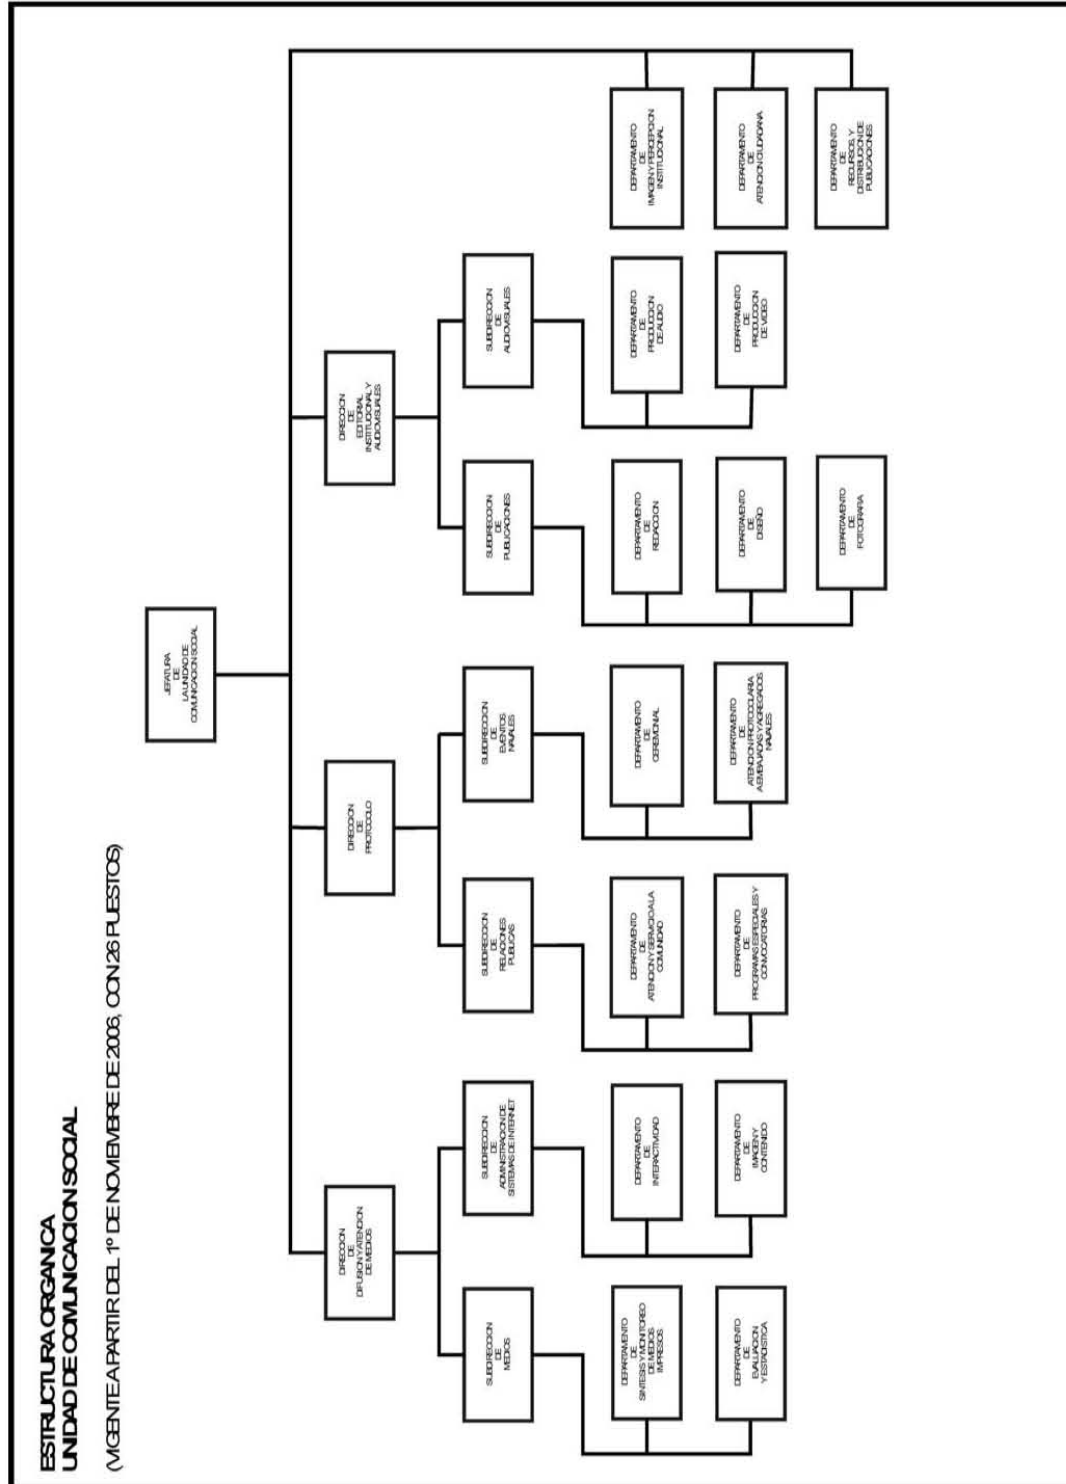 ESTRUCTURA ORGANICA
UNIDAD DE COMUNICACION SOCIAL
(VIGENTE A PARTIR DEL 1º DE NOVIEMBRE DE 2006, CON 26 PUESTOS)
JEFATURA
DE
LA UNIDAD DE
COMUNICACION SOCIAL
DIRECCION
DE
DIFUSION Y ATENCION
DE MEDIOS
DIRECCION
DE
PROTOCOLO
DIRECCION
DE
EDITORIAL
INSTITUCIONAL Y
AUDIOVISUALES
SUBDIRECCION
DE
MEDIOS
SUBDIRECCION
DE
ADMINISTRACION DE
SISTEMAS DE INTERNET
SUBDIRECCION
DE
RELACIONES
PUBLICAS
SUBDIRECCION
DE
EVENTOS
NAVALES
SUBDIRECCION
DE
PUBLICACIONES
SUBDIRECCION
DE
AUDIOVISUALES
DEPARTAMENTO
DE
SINTESIS Y MONITOREO
DE MEDIOS
IMPRESOS
DEPARTAMENTO
DE
INTERACTIVIDAD
DEPARTAMENTO
DE
ATENCION Y SERVICIO A LA
COMUNIDAD
DEPARTAMENTO
DE
CEREMONIAL
DEPARTAMENTO
DE
REDACCION
DEPARTAMENTO
DE
PRODUCCION
DE AUDIO
DEPARTAMENTO
DE
IMAGEN Y PERCEPCION
INSTITUCIONAL
DEPARTAMENTO
DE
EVALUACION
Y ESTADISTICA
DEPARTAMENTO
DE
IMAGEN Y
CONTENIDO
DEPARTAMENTO
DE
PROGRAMAS ESPECIALES Y
CONVOCATORIAS
DEPARTAMENTO
DE
ATENCION PROTOCOLARIA
A EMBAJADAS Y AGREGADOS
NAVALES
DEPARTAMENTO
DE
DISEÑO
DEPARTAMENTO
DE
PRODUCCION
DE VIDEO
DEPARTAMENTO
DE
ATENCION CIUDADANA
DEPARTAMENTO
DE
FOTOGRAFIA
DEPARTAMENTO
DE
RECURSOS, Y
DISTRIBUCION DE
PUBLICACIONES